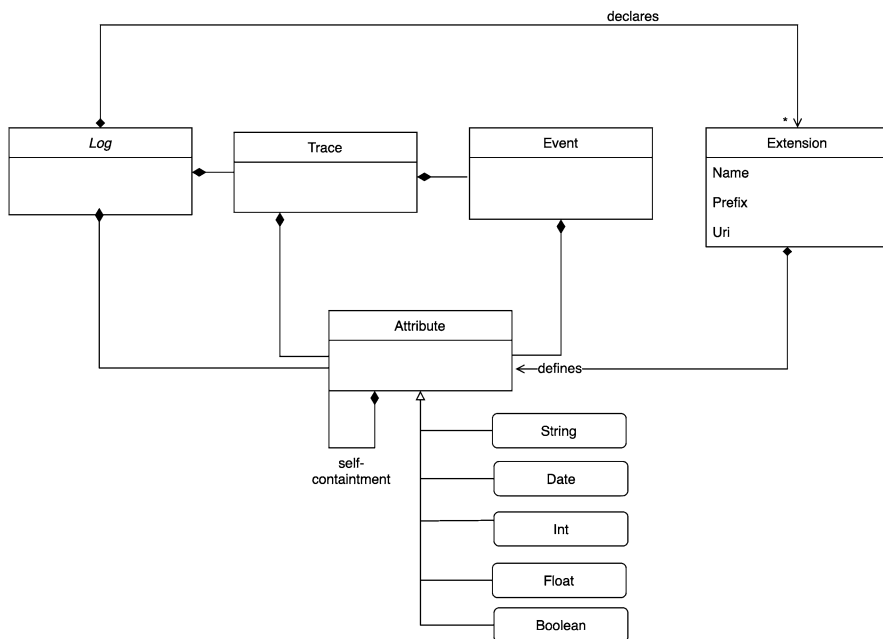 declares
*
Log
Trace
Event
Extension
Name
Prefix
Uri
Attribute
defines
self-
containtment
String
Date
Int
Float
Boolean